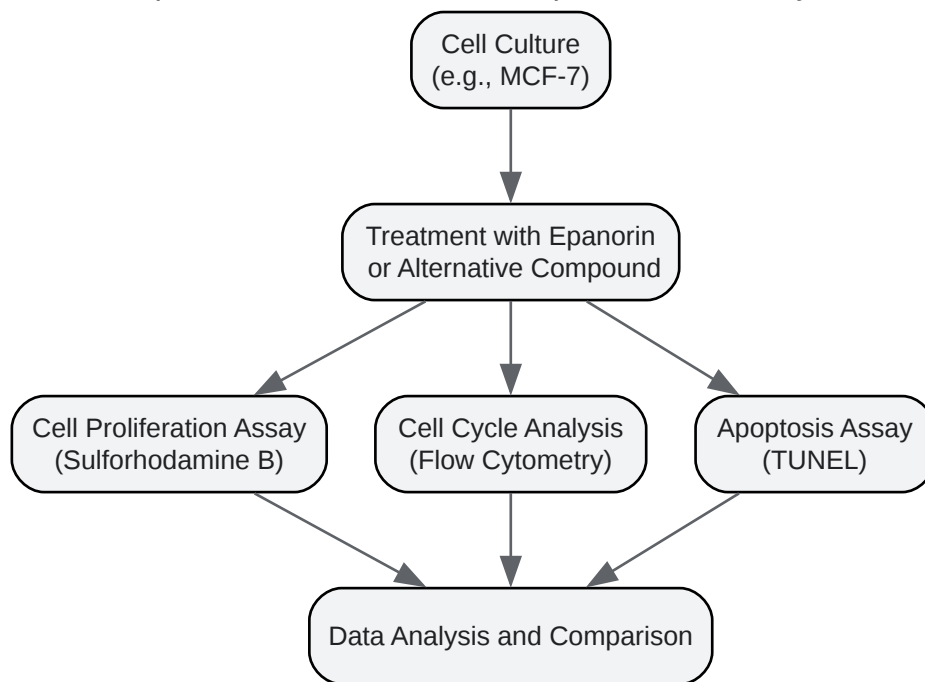 Cell Culture
(e.g., MCF-7)
Treatment with Epanorin
or Alternative Compound
Cell Proliferation Assay
(Sulforhodamine B)
Cell Cycle Analysis
(Flow Cytometry)
Apoptosis Assay
(TUNEL)
Data Analysis and Comparison